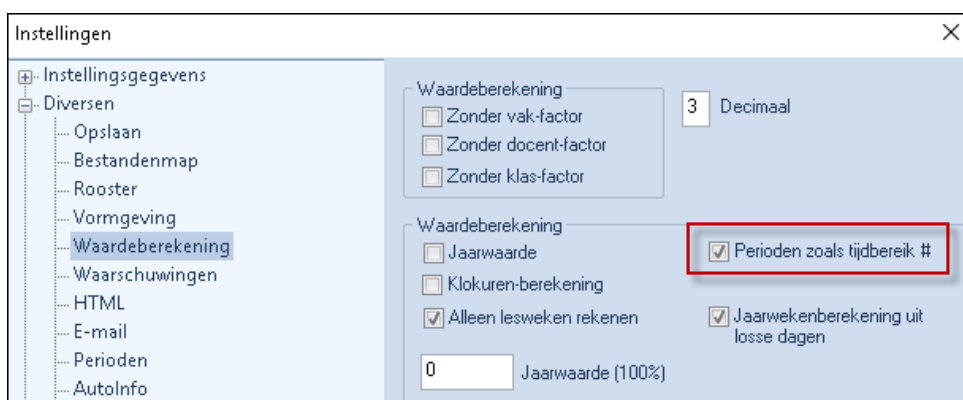 Instellingen
Instellingsgegevens
Diversen
Opslaan
Bestandenmap
Rooster
Vormgeving
Waardeberekening
Waarschuwingen
HTML
E-mail
Perioden
AutoInfo
Waardeberekening
Zonder vak-factor
Zonder docent-factor
Zonder klas-factor
3 Decimaal
Waardeberekening
Jaarwaarde
Klokuren-berekening
Alleen lesweken rekenen
0 Jaarwaarde (100%)
Perioden zoals tijdbereik #
Jaarwekenberekening uit
losse dagen